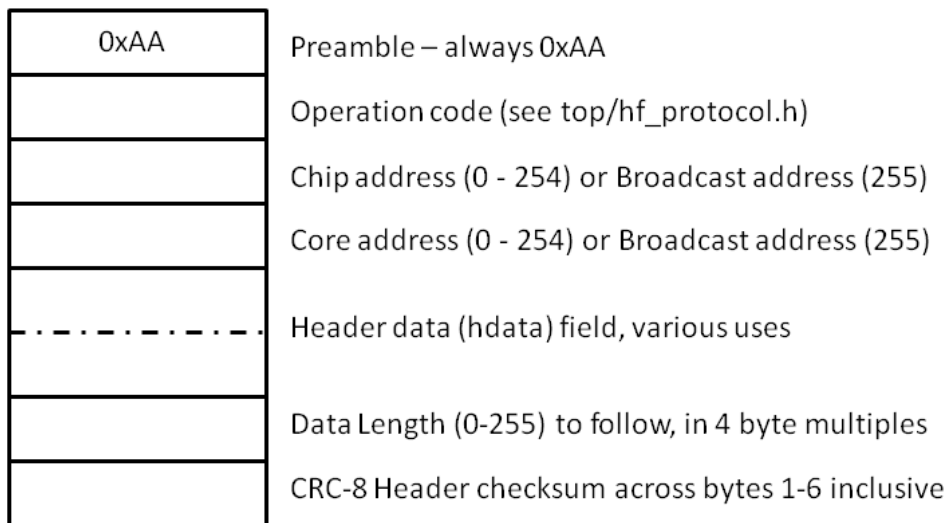 0xAA Preamble – always 0xAA
Operation code (see top/hf_protocol.h)
Chip address (0 - 254) or Broadcast address (255)
Core address (0 - 254) or Broadcast address (255)
Header data (hdata) field, various uses
Data Length (0-255) to follow, in 4 byte multiples
CRC-8 Header checksum across bytes 1-6 inclusive